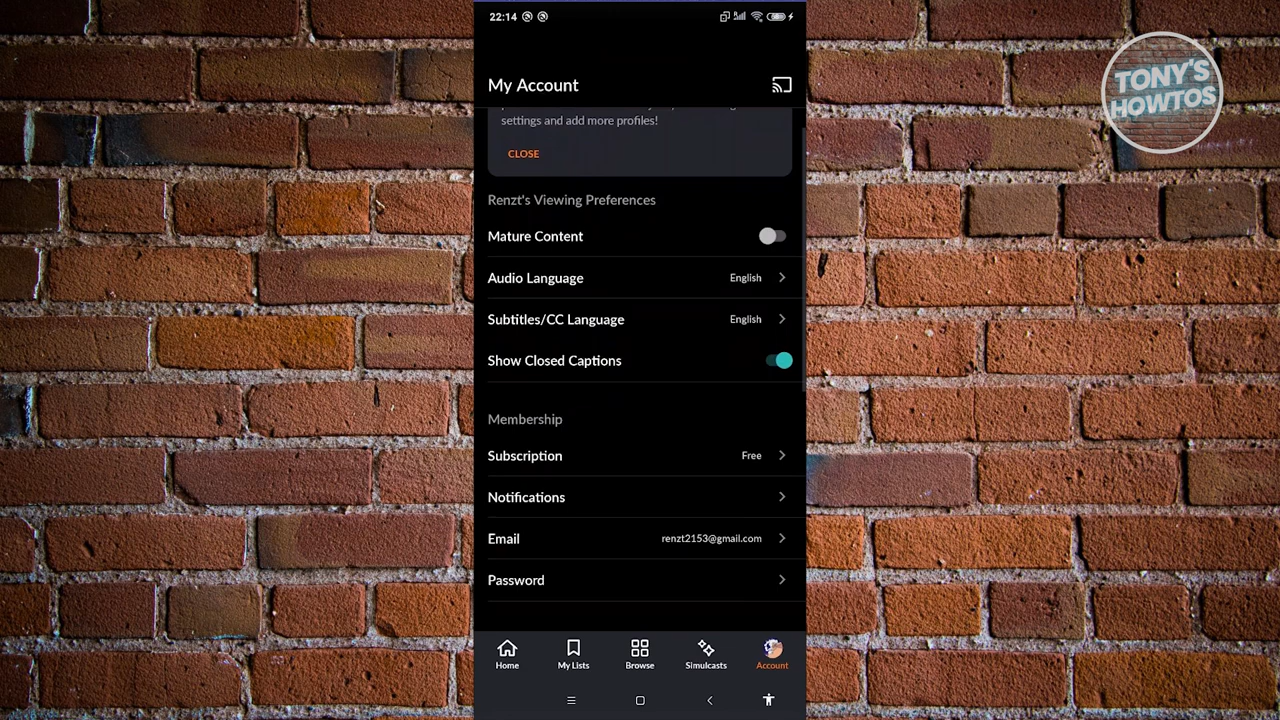 22:14
TONY'S
HOWTOS
My Account
settings and add more profiles!
CLOSE
Renzt's Viewing Preferences
Mature Content
Audio Language English
Subtitles/CC Language English
Show Closed Captions
Membership
Subscription Free
Notifications
Email renzt2153@gmail.com
Password
Home My Lists Browse Simulcasts Account